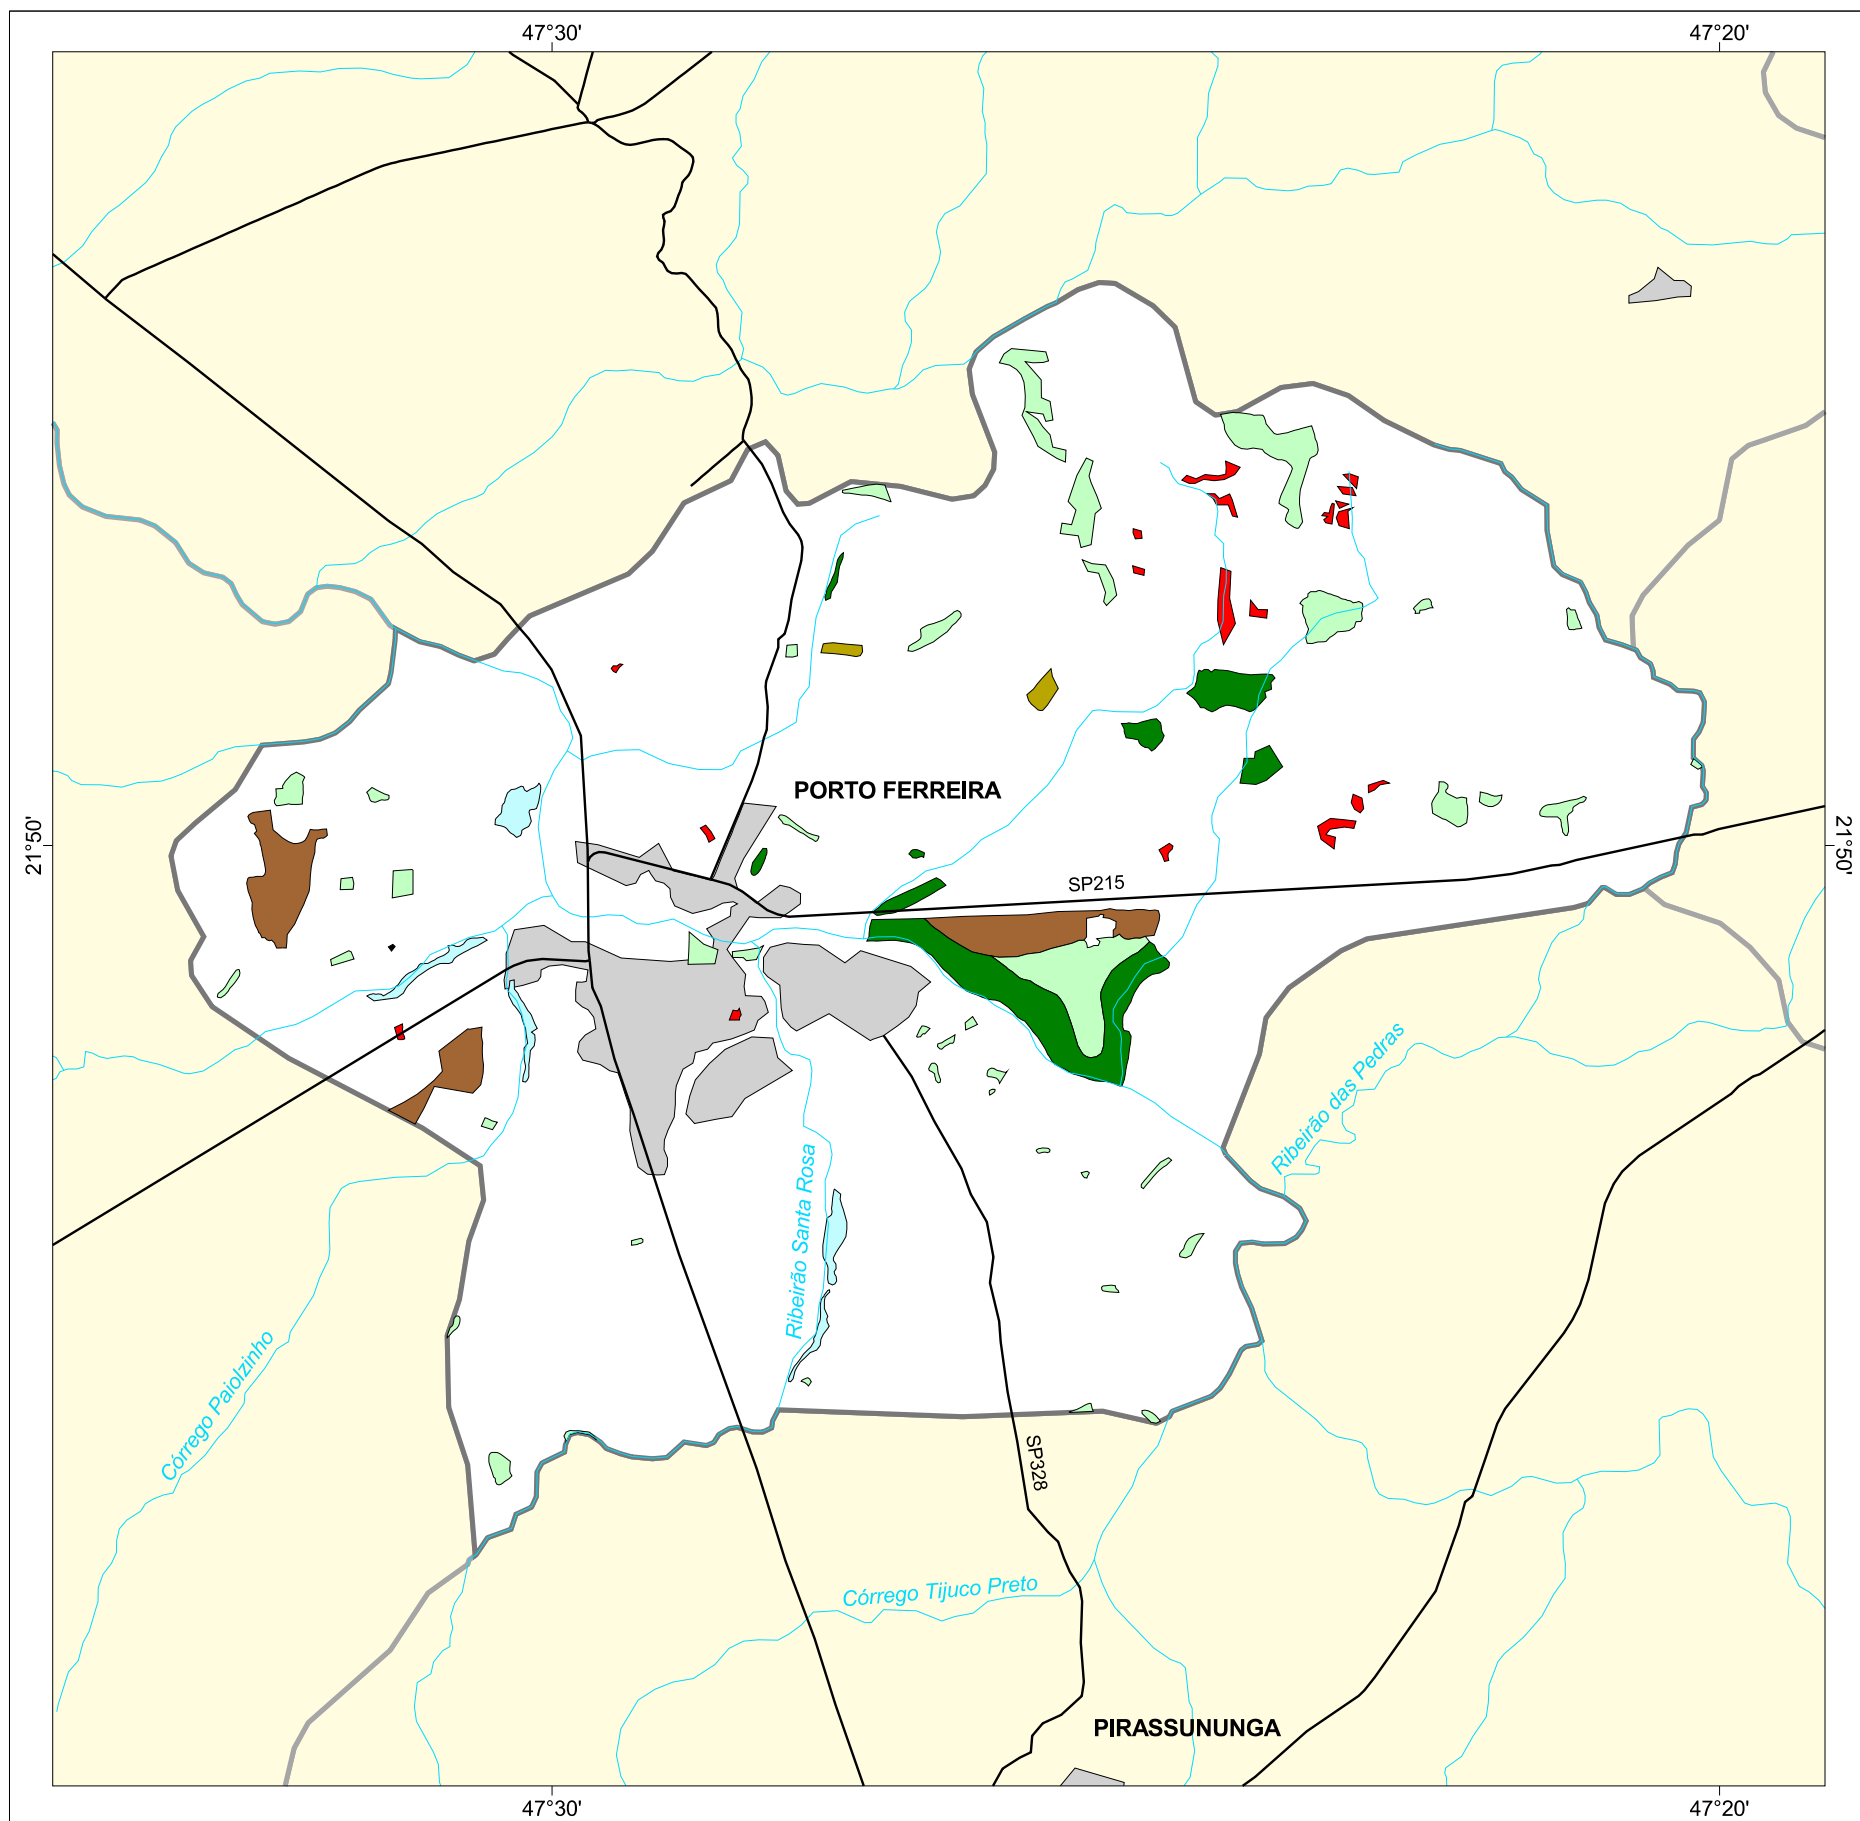 47°30'
47°20'
21°50'
21°50'
PORTO FERREIRA
SP215
Ribeirão das Pedras
Ribeirão Santa Rosa
Córrego Paiolzinho
SP328
Córrego Tijuco Preto
PIRASSUNUNGA
47°30'
47°20'